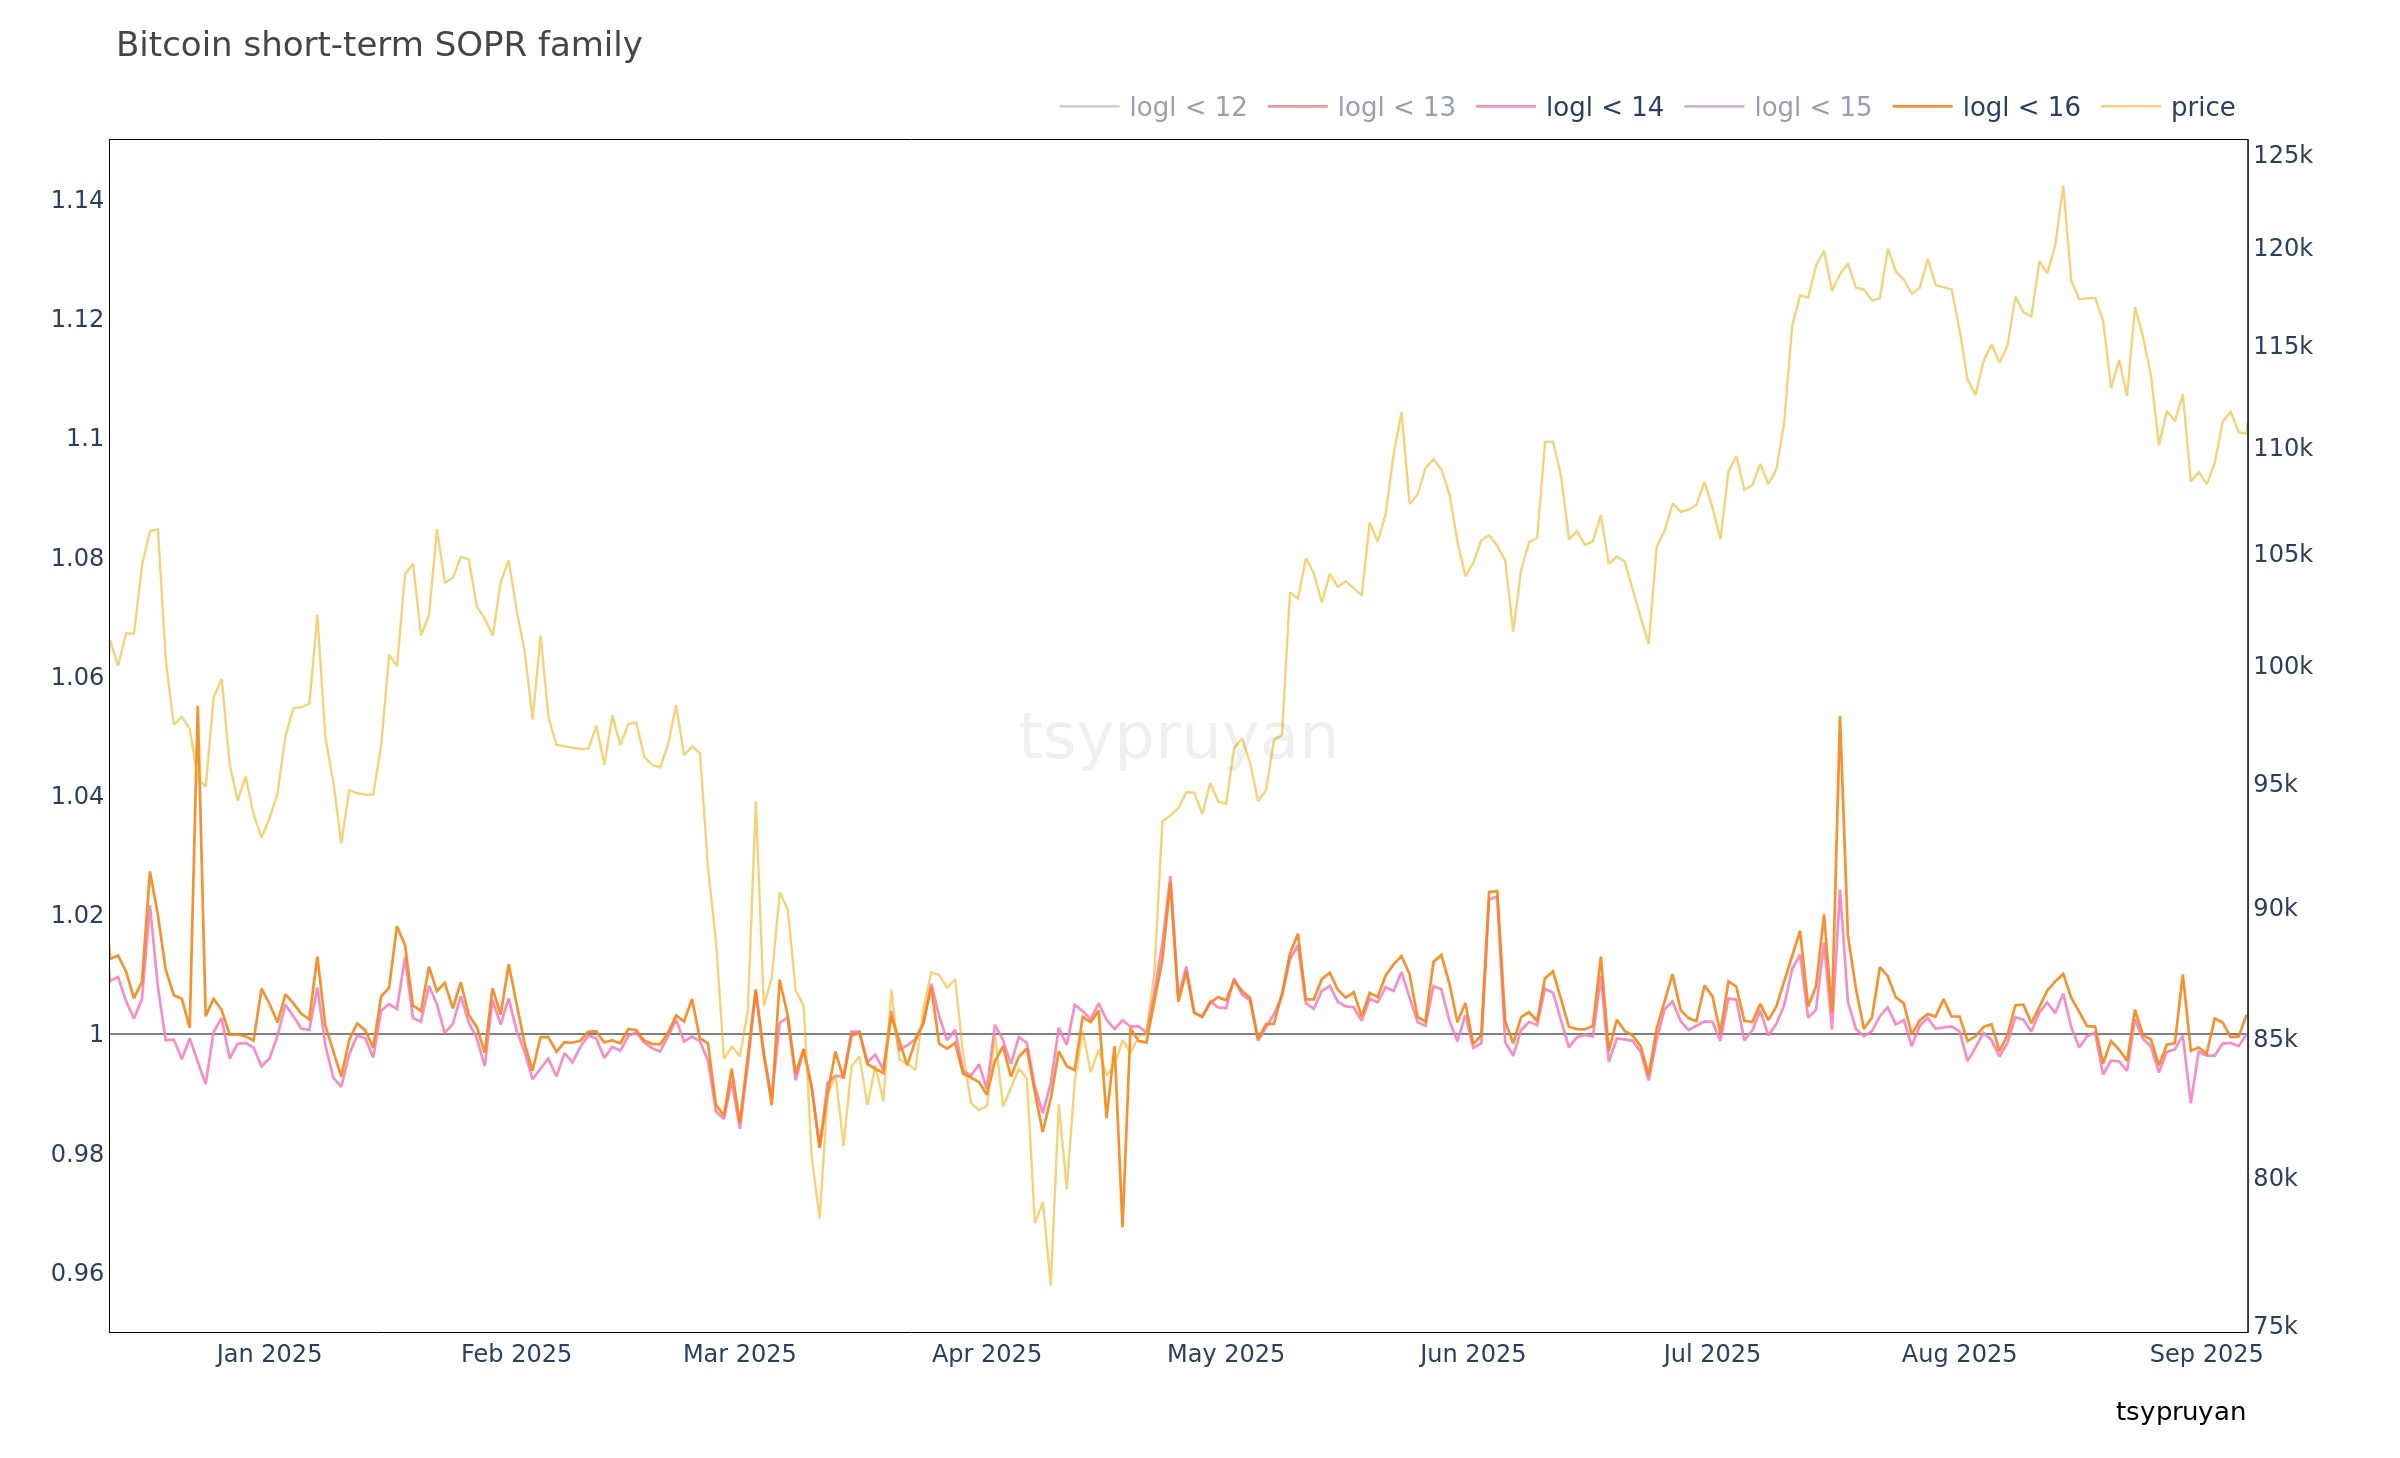 Bitcoin short-term SOPR family
logl < 12 logl < 13 logl < 14 logl < 15 logl < 16 price
1.14
1.12
1.1
1.08
1.06
1.04
1.02
1
0.98
0.96
125k
120k
115k
110k
105k
100k
95k
90k
85k
80k
75k
tsypruyan
Jan 2025 Feb 2025 Mar 2025 Apr 2025 May 2025 Jun 2025 Jul 2025 Aug 2025 Sep 2025
tsypruyan